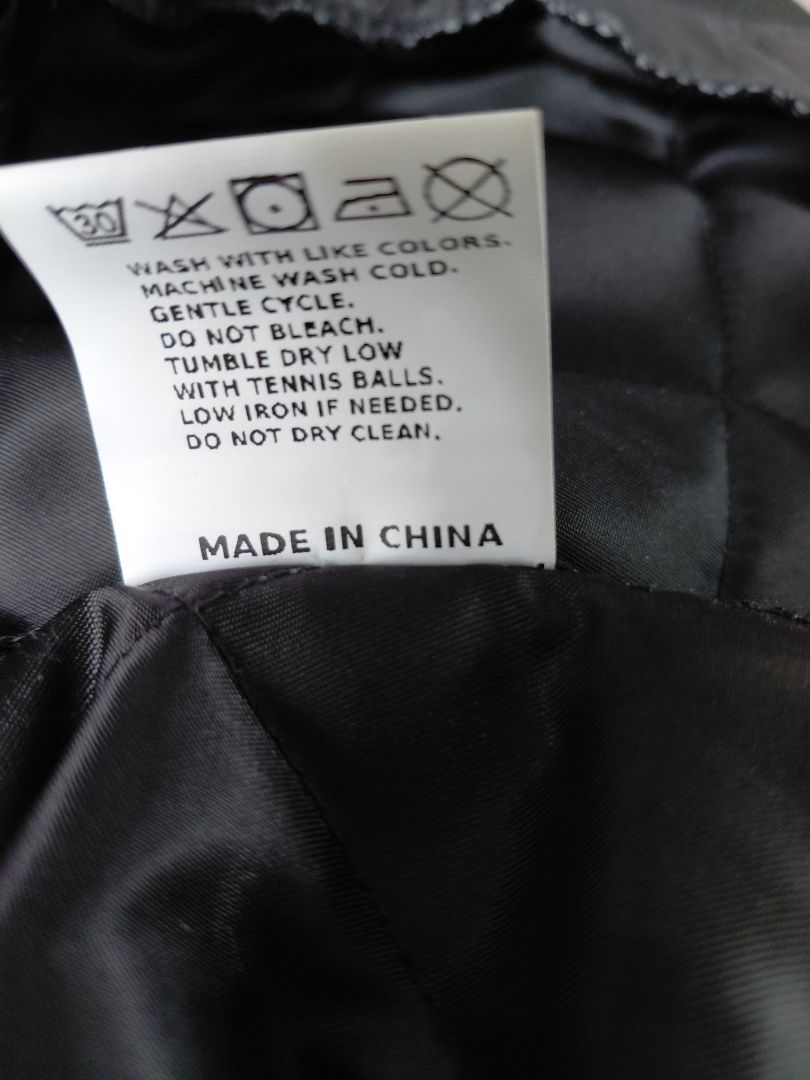 30
WASH WITH LIKE COLORS.
MACHINE WASH COLD.
GENTLE CYCLE.
DO NOT BLEACH.
TUMBLE DRY LOW
WITH TENNIS BALLS.
LOW IRON IF NEEDED.
DO NOT DRY CLEAN.
MADE IN CHINA